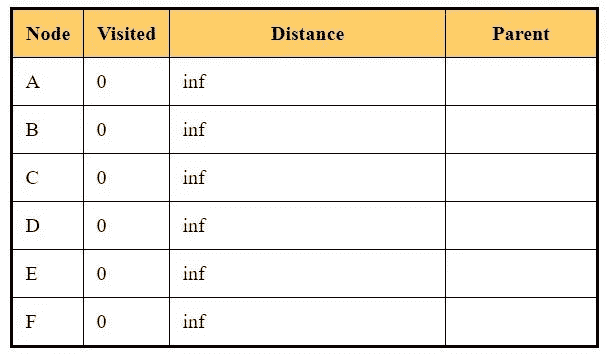 Node Visited Distance Parent
A 0 inf
B 0 inf
C 0 inf
D 0 inf
E 0 inf
F 0 inf